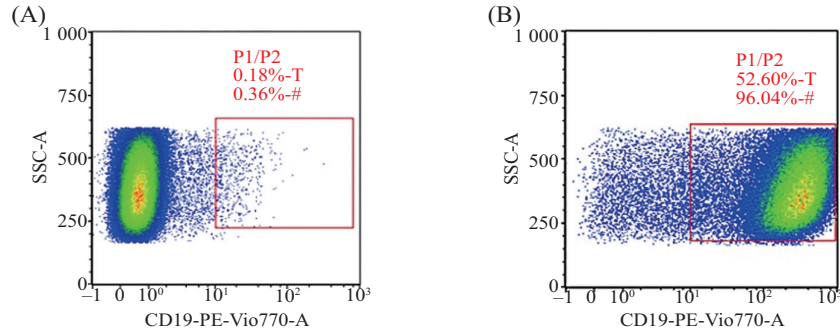 (A)
1 000
750
500
250
0
SSC-A
P1/P2
0.18%-T
0.36%-#
−1 0 10⁰ 10¹ 10² 10³
CD19-PE-Vio770-A
(B)
1 000
750
500
250
0
SSC-A
P1/P2
52.60%-T
96.04%-#
−1 0 10⁰ 10¹ 10² 10³
CD19-PE-Vio770-A